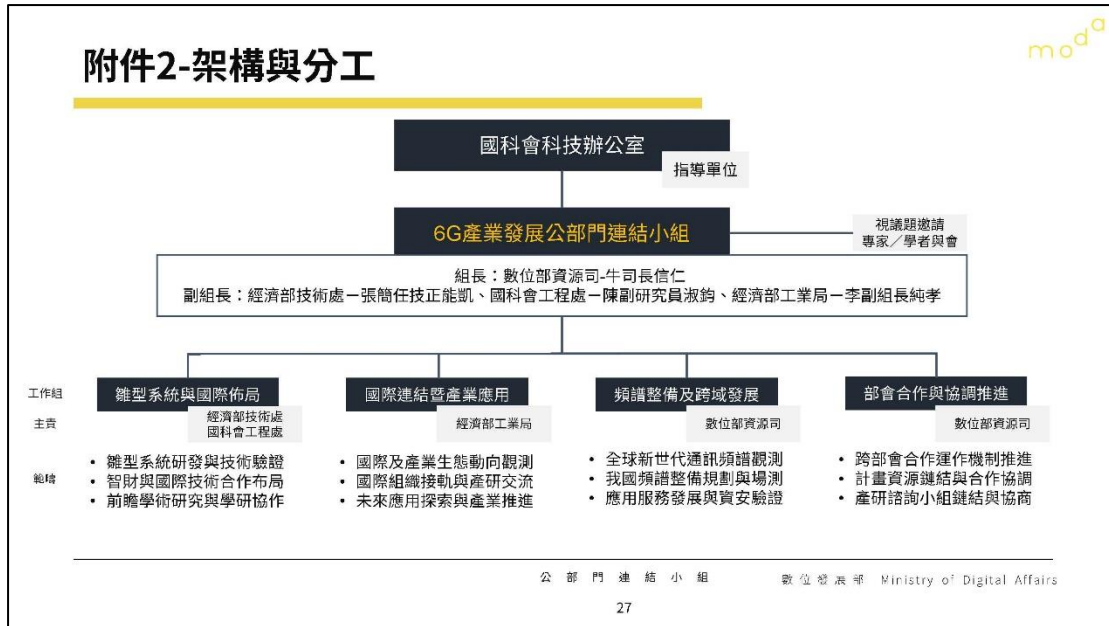 moda
附件2-架構與分工
國科會科技辦公室
指導單位
6G產業發展公部門連結小組
視議題邀請
專家／學者與會
組長：數位部資源司-牛司長信仁
副組長：經濟部技術處－張簡任技正能凱、國科會工程處－陳副研究員淑鈞、經濟部工業局－李副組長純孝
工作組
雛型系統與國際佈局
國際連結暨產業應用
頻譜整備及跨域發展
部會合作與協調推進
主責
經濟部技術處
國科會工程處
經濟部工業局
數位部資源司
數位部資源司
範疇
• 雛型系統研發與技術驗證
• 智財與國際技術合作布局
• 前瞻學術研究與學研協作
• 國際及產業生態動向觀測
• 國際組織接軌與產研交流
• 未來應用探索與產業推進
• 全球新世代通訊頻譜觀測
• 我國頻譜整備規劃與場測
• 應用服務發展與資安驗證
• 跨部會合作運作機制推進
• 計畫資源鏈結與合作協調
• 產研諮詢小組鏈結與協商
公部門連結小組
數位發展部 Ministry of Digital Affairs
27